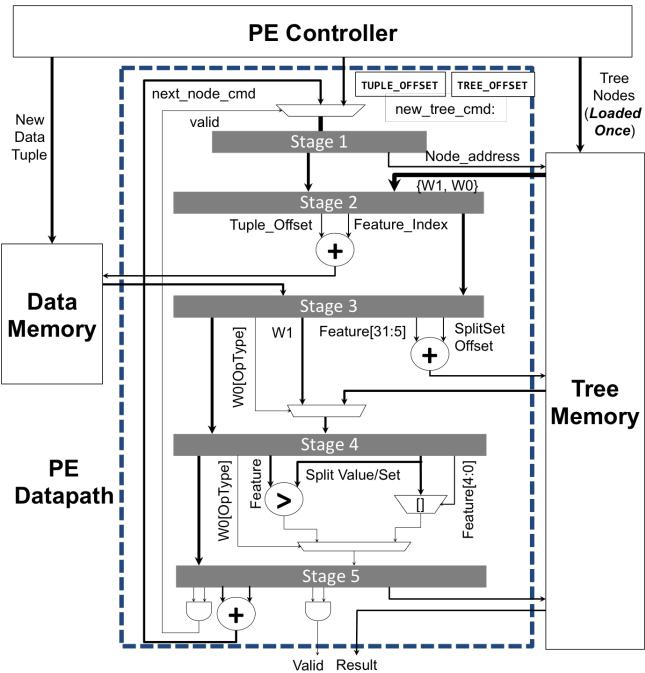 PE Controller
TUPLE_OFFSET
TREE_OFFSET
new_tree_cmd:
next_node_cmd
valid
New
Data
Tuple
Tree
Nodes
(Loaded
Once)
Stage 1
Node_address
{W1, W0}
Stage 2
Tuple_Offset
Feature_Index
+
Data
Memory
Stage 3
W0[OpType]
W1
Feature[31:5]
SplitSet
Offset
+
Tree
Memory
Stage 4
PE
Datapath
W0[OpType]
Feature
Split Value/Set
>
[]
Feature[4:0]
Stage 5
+
Valid
Result